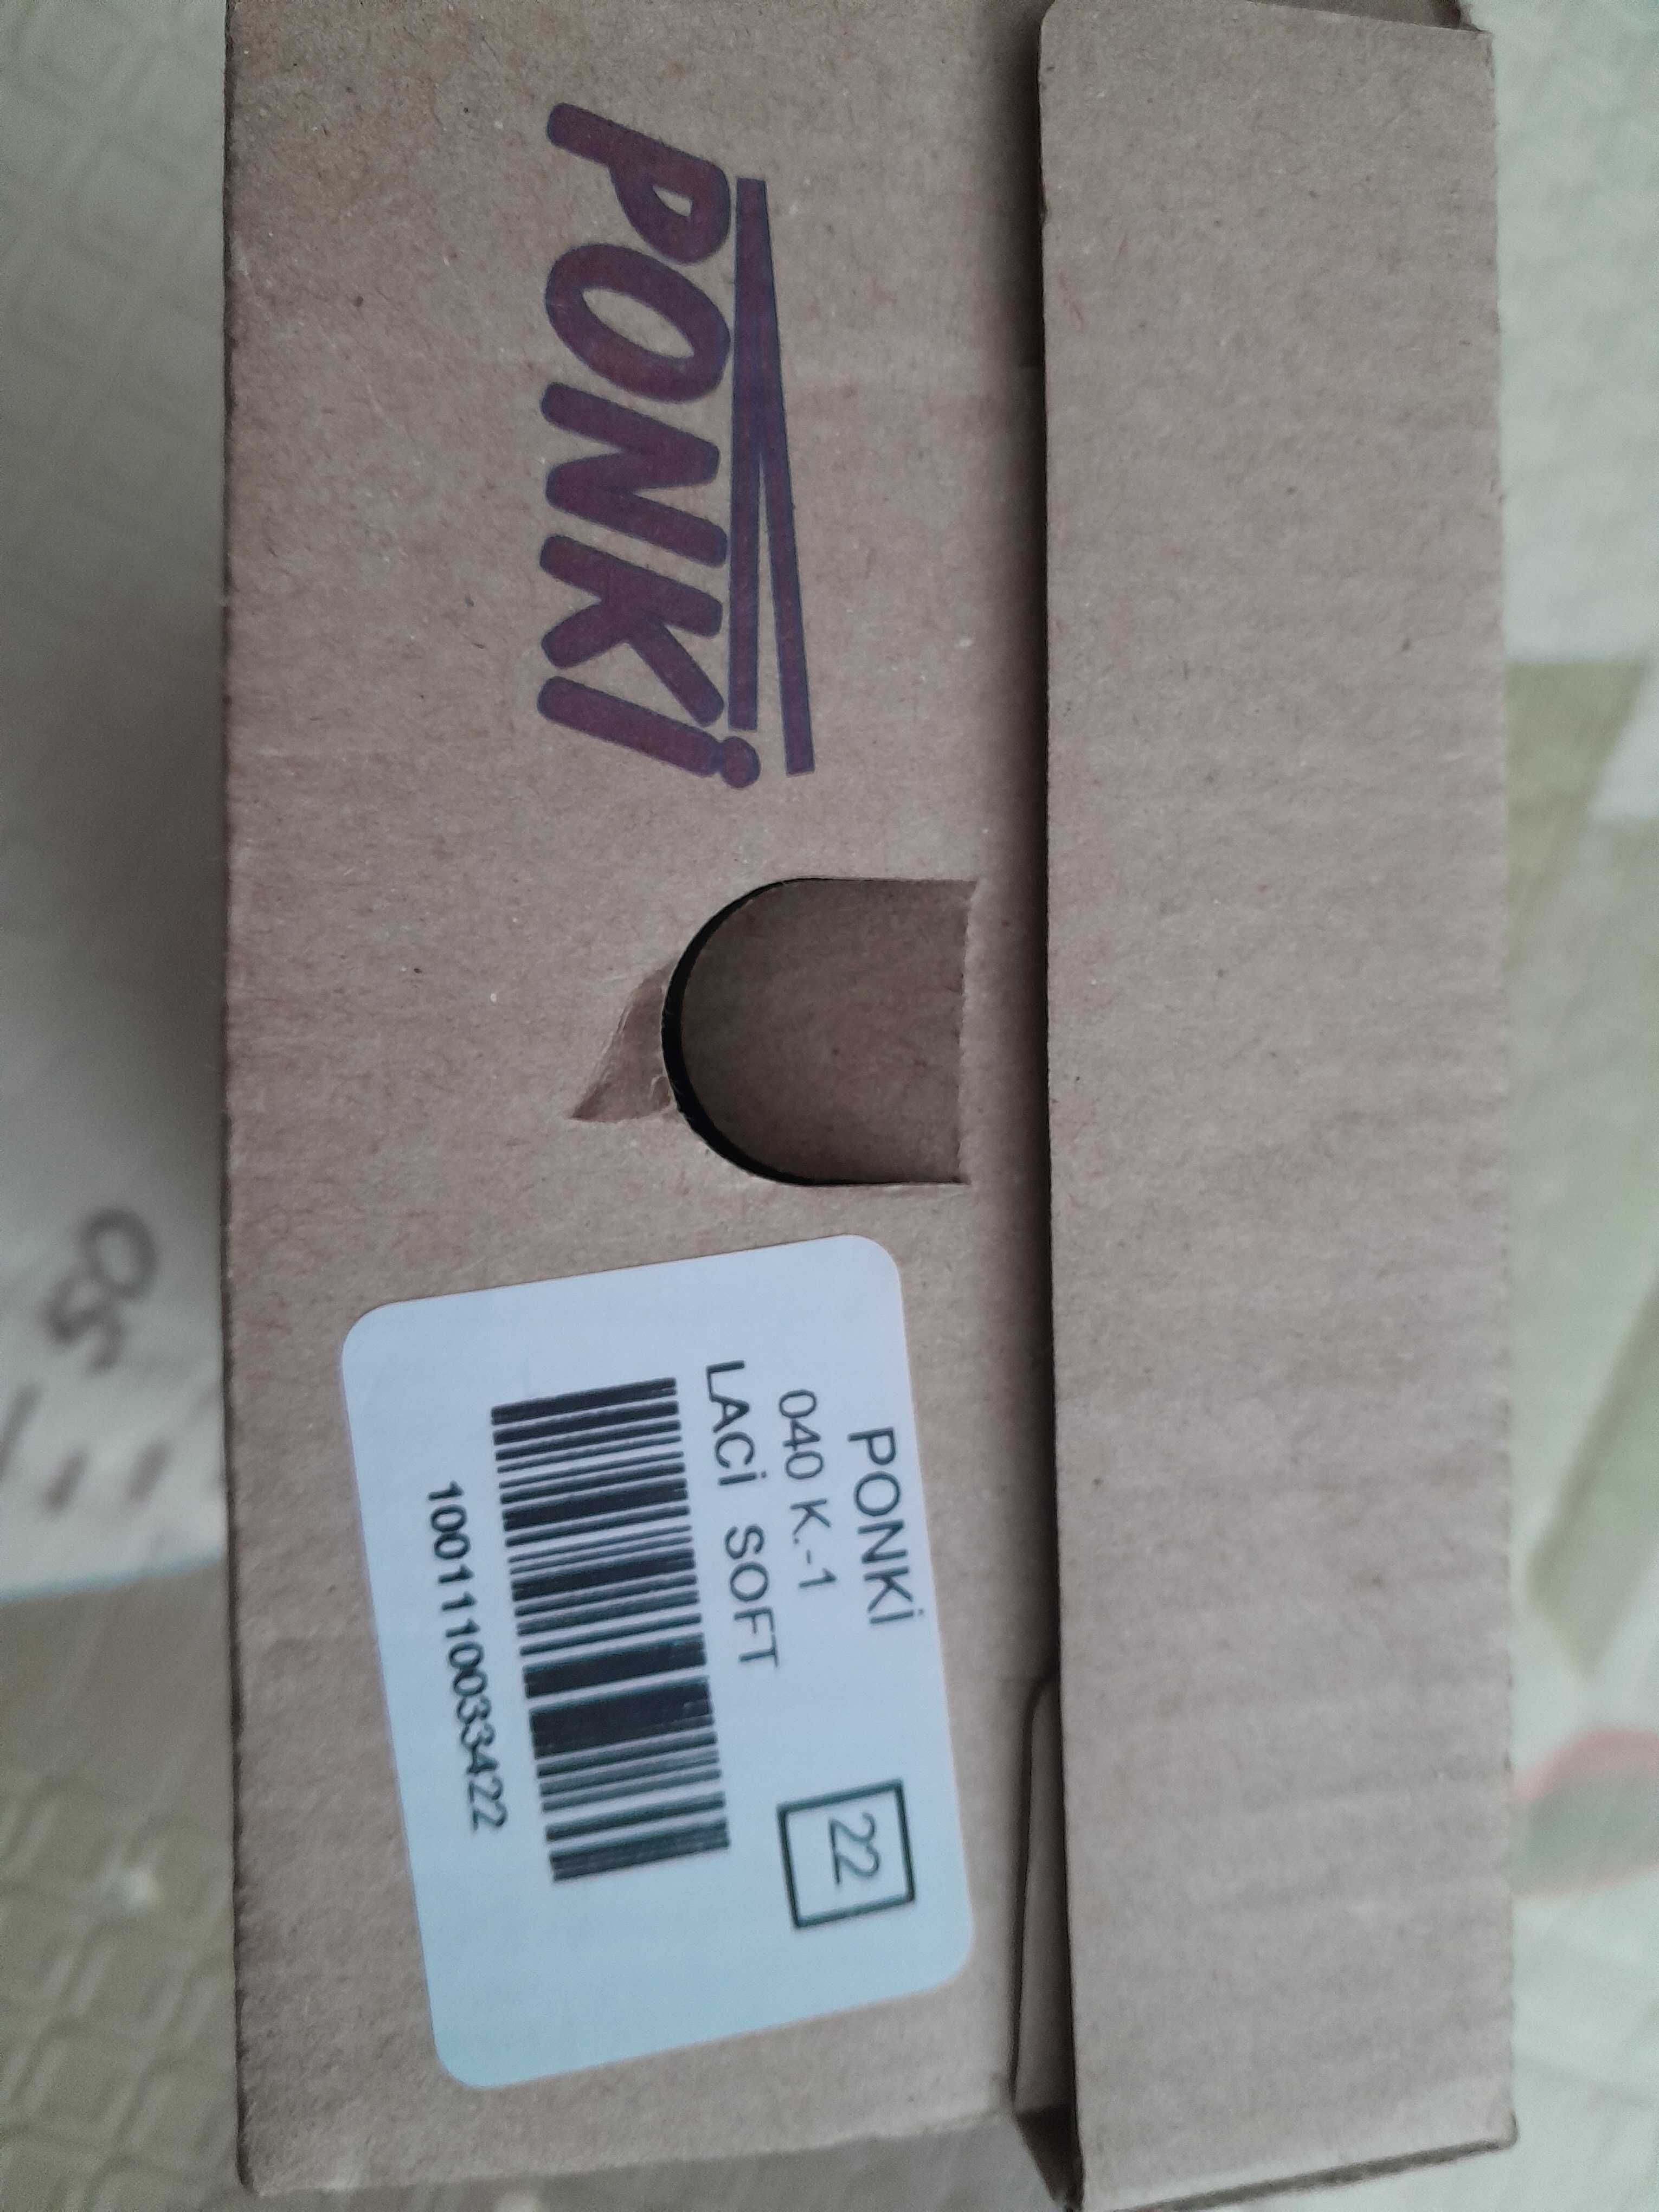 PONKİ
PONKİ
040 K.-1
22
LACİ SOFT
1001110033422